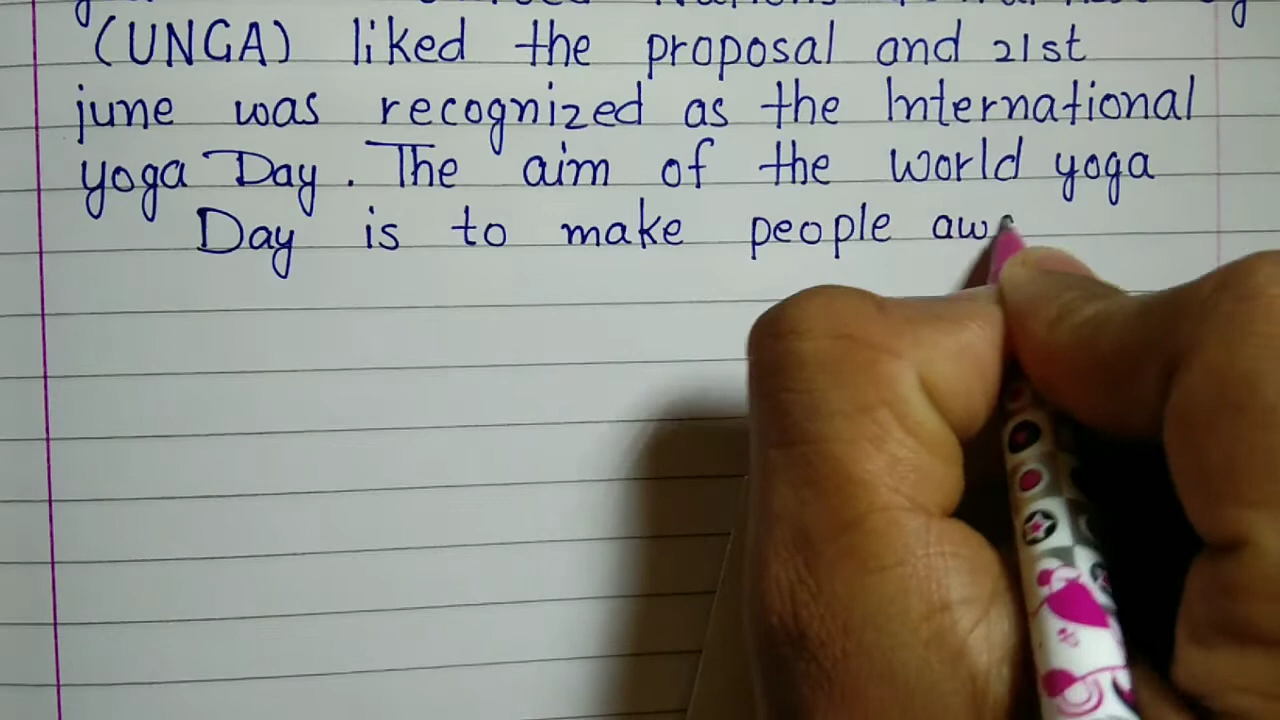 (UNGA) liked the proposal and 21st
june was recognized as the International
yoga Day. The aim of the world yoga
Day is to make people aw